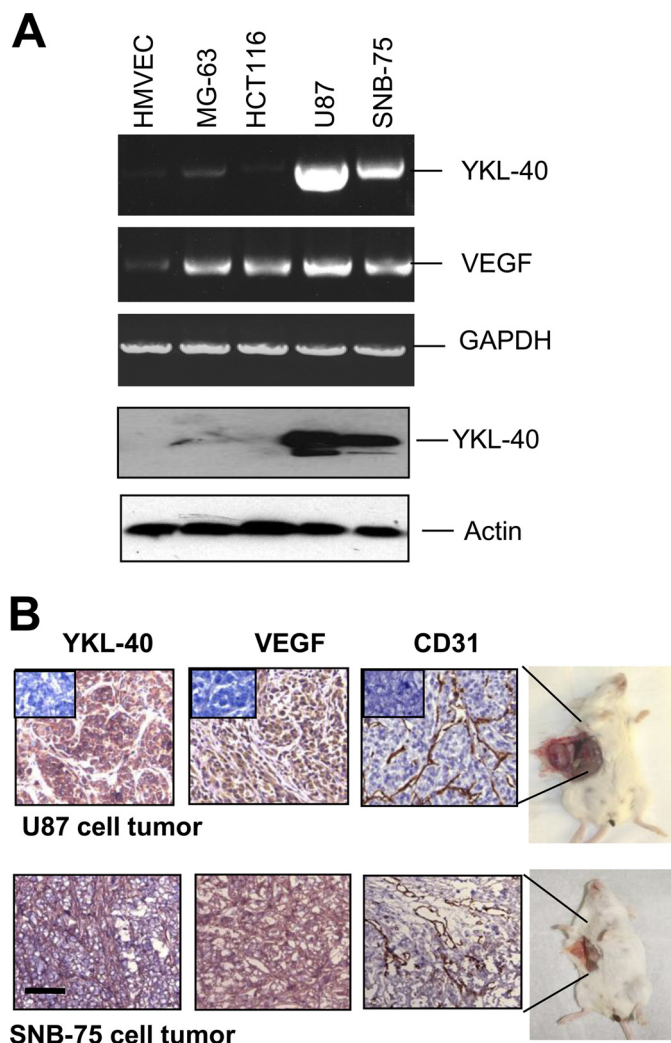 A
HMVEC
MG-63
HCT116
U87
SNB-75
YKL-40
VEGF
GAPDH
YKL-40
Actin
B
YKL-40 VEGF CD31
U87 cell tumor
SNB-75 cell tumor